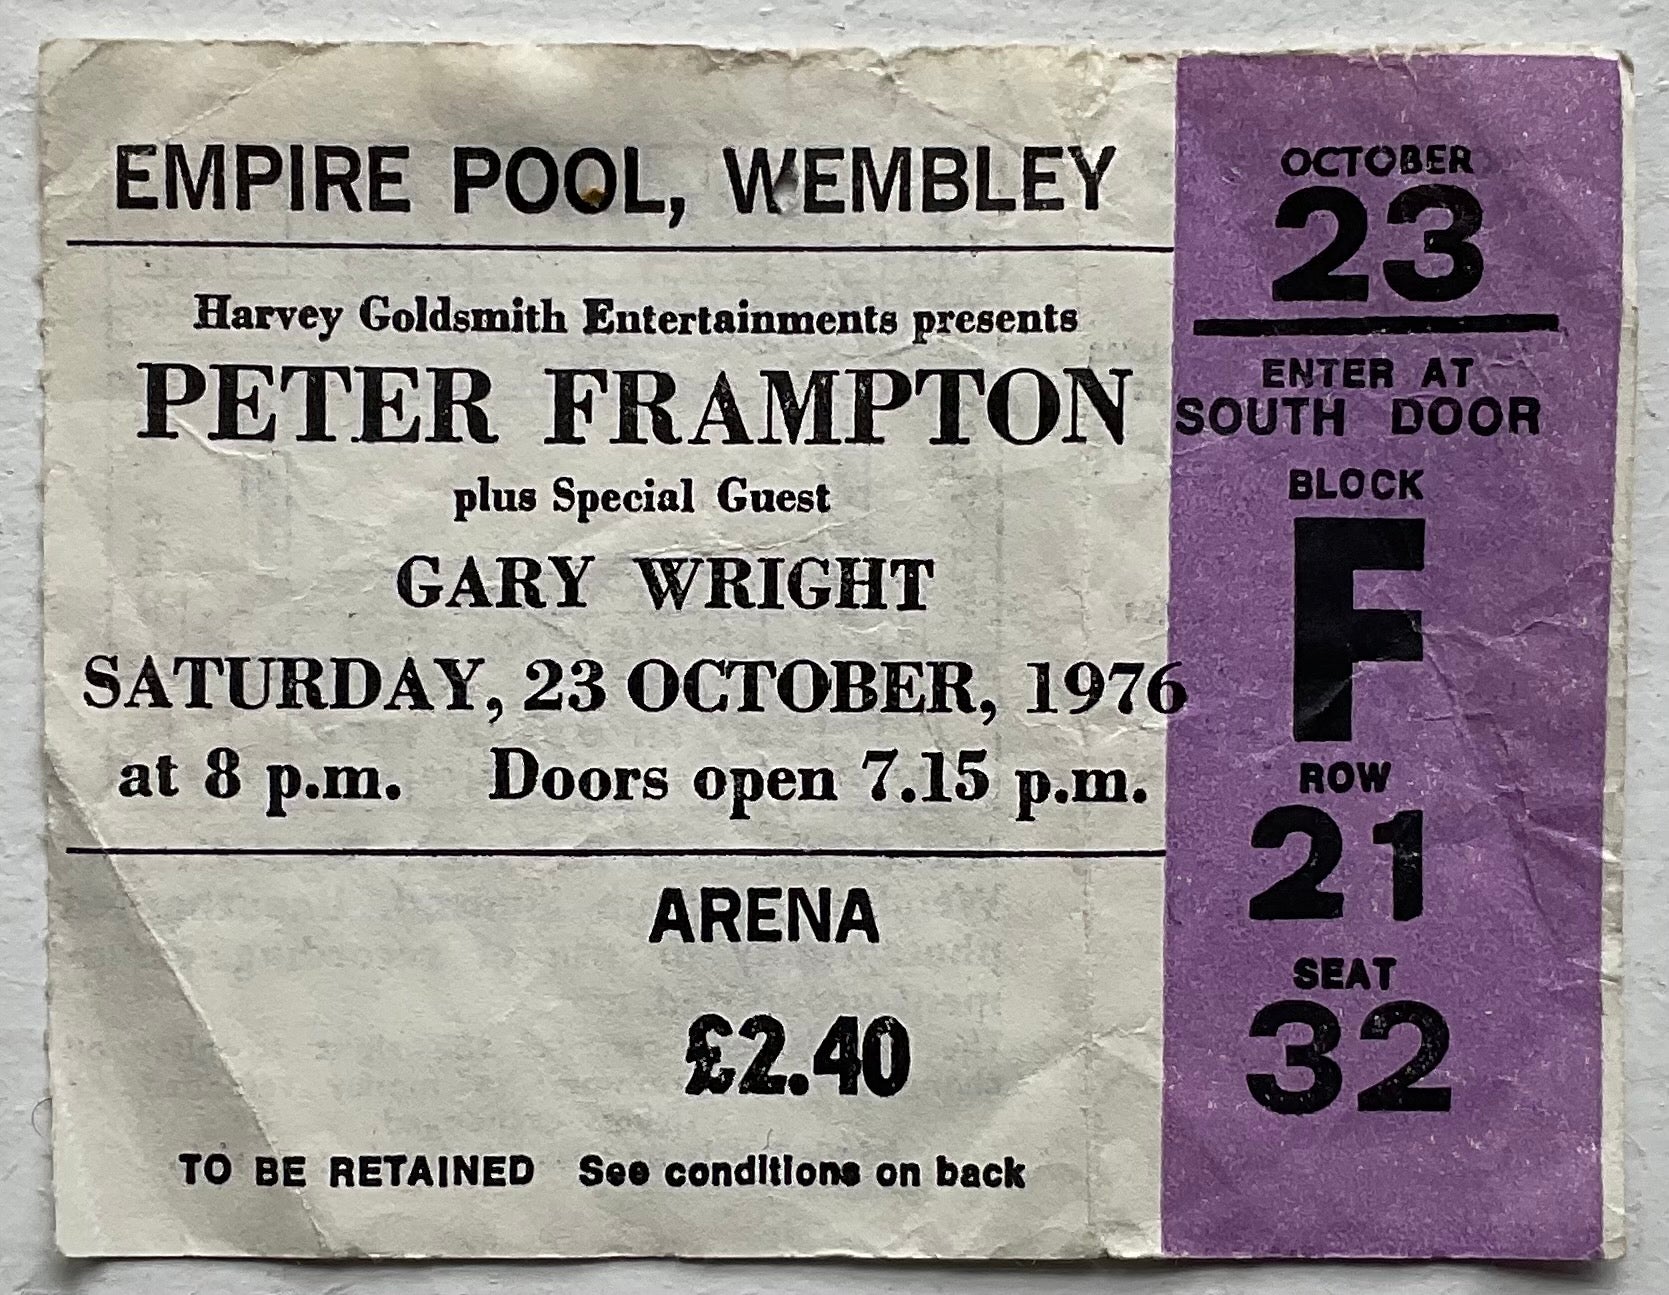 EMPIRE POOL, WEMBLEY
Harvey Goldsmith Entertainments presents
PETER FRAMPTON
plus Special Guest
GARY WRIGHT
SATURDAY, 23 OCTOBER, 1976
at 8 p.m. Doors open 7.15 p.m.
ARENA
£2.40
TO BE RETAINED See conditions on back
OCTOBER
23
ENTER AT
SOUTH DOOR
BLOCK
F
ROW
21
SEAT
32